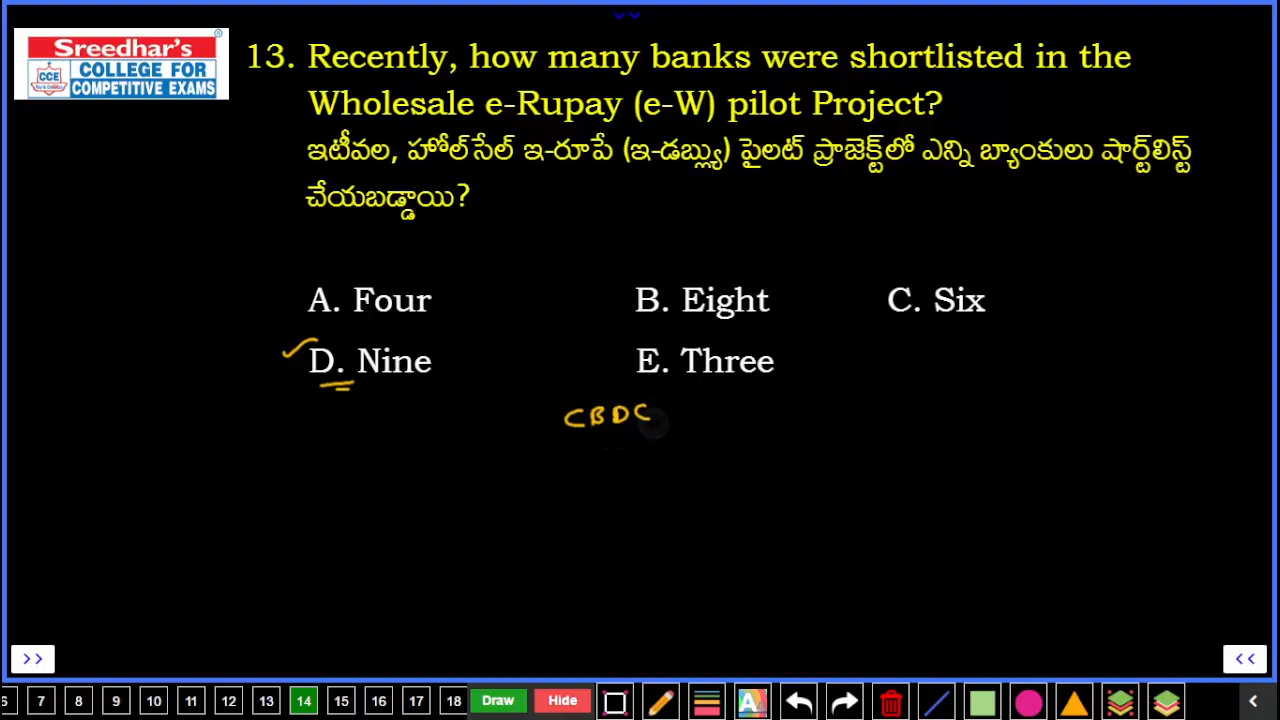 Sreedhar's
CCE
COLLEGE FOR
COMPETITIVE EXAMS
13. Recently, how many banks were shortlisted in the
Wholesale e-Rupay (e-W) pilot Project?
ఇటీవల, హోల్‌సేల్ ఇ-రూపే (ఇ-డబ్ల్యు) పైలట్ ప్రాజెక్ట్‌లో ఎన్ని బ్యాంకులు షార్ట్‌లిస్ట్
చేయబడ్డాయి?
A. Four B. Eight C. Six
D. Nine E. Three
CBDC
>> <<
6 7 8 9 10 11 12 13 14 15 16 17 18 Draw Hide A <